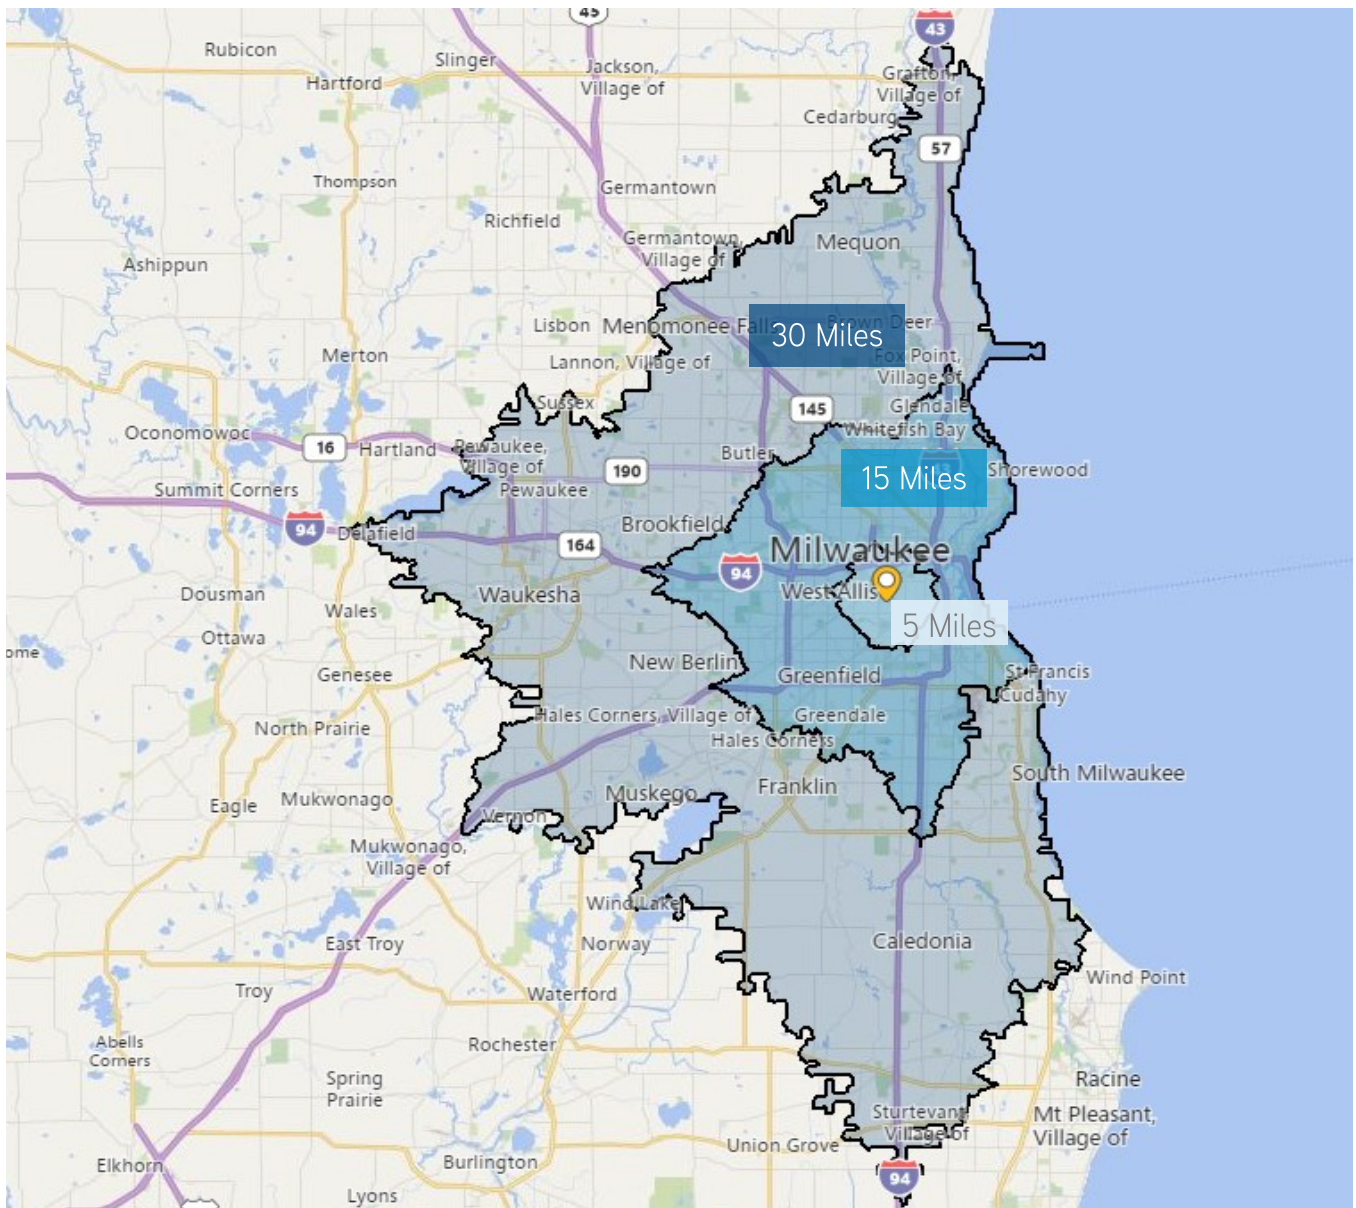 45
43
Rubicon
Slinger
Jackson,
Village of
Hartford
Grafton,
Village of
Cedarburg
57
Thompson
Germantown
Richfield
Germantown,
Village of
Mequon
Ashippun
Lisbon
Menomonee Falls
30 Miles
Brown Deer
Merton
Lannon, Village of
Fox Point,
Village of
Sussex
145
Glendale
Whitefish Bay
Oconomowoc
16
Hartland
Pewaukee,
Village of
190
Butler
15 Miles
43
Shorewood
Summit Corners
Pewaukee
94
Delafield
Brookfield
164
Milwaukee
94
Dousman
Wales
Waukesha
West Allis
5 Miles
Ottawa
ome
Genesee
New Berlin
Greenfield
St Francis
Cudahy
North Prairie
Hales Corners, Village of
Greendale
Hales Corners
Eagle
Mukwonago
Muskego
Franklin
South Milwaukee
Vernon
Mukwonago,
Village of
Wind Lake
East Troy
Norway
Caledonia
Wind Point
Troy
Waterford
Abells
Corners
Rochester
Spring
Prairie
Racine
Sturtevant,
Village of
Mt Pleasant,
Village of
Union Grove
Elkhorn
Burlington
94
Lyons